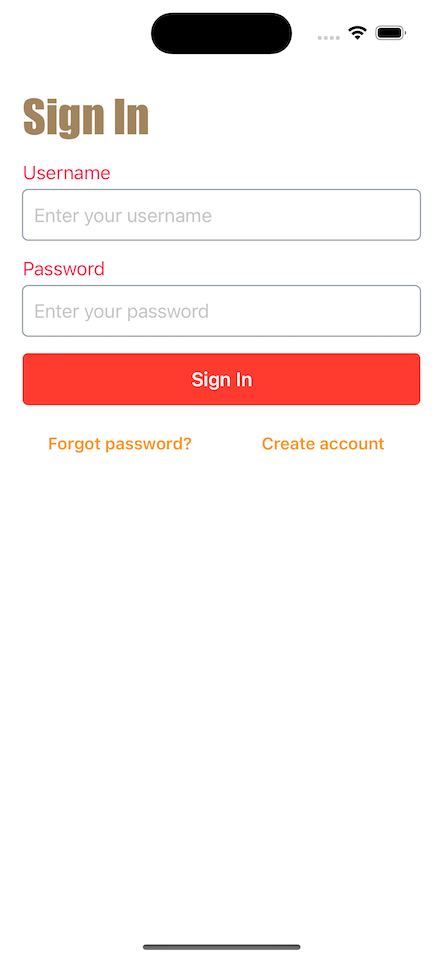 Sign In
Username
Enter your username
Password
Enter your password
Sign In
Forgot password? Create account